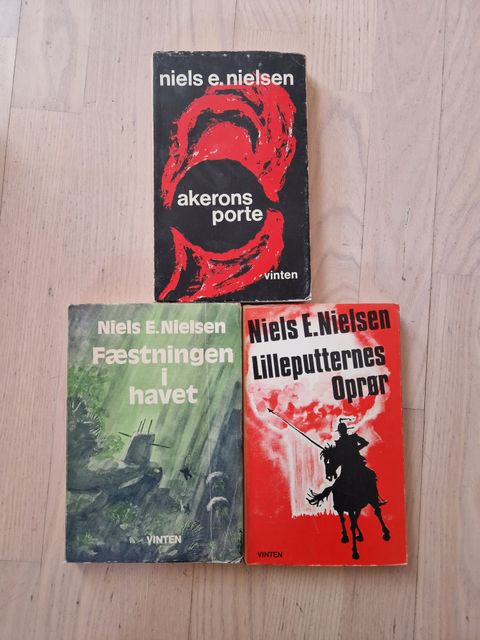 niels e. nielsen
akerons
porte
vinten
Niels E. Nielsen
Fæstningen
i
havet
VINTEN
Niels E. Nielsen
Lilleputternes
Oprør
VINTEN